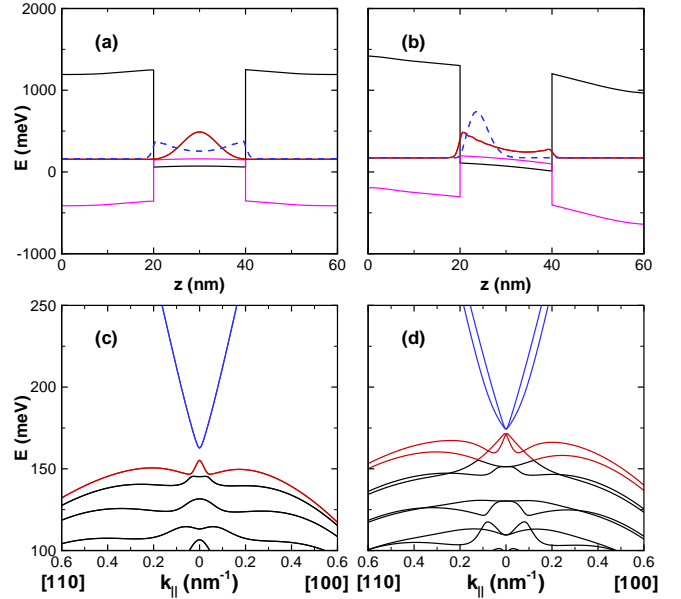 2000
1000
0
-1000
E (meV)
(a)
(b)
0 20 40 60
0 20 40 60
z (nm)
z (nm)
250
200
150
100
E (meV)
(c)
(d)
0.6 0.4 0.2 0 0.2 0.4 0.6
0.6 0.4 0.2 0 0.2 0.4 0.6
[110] k|| (nm-1) [100]
[110] k|| (nm-1) [100]